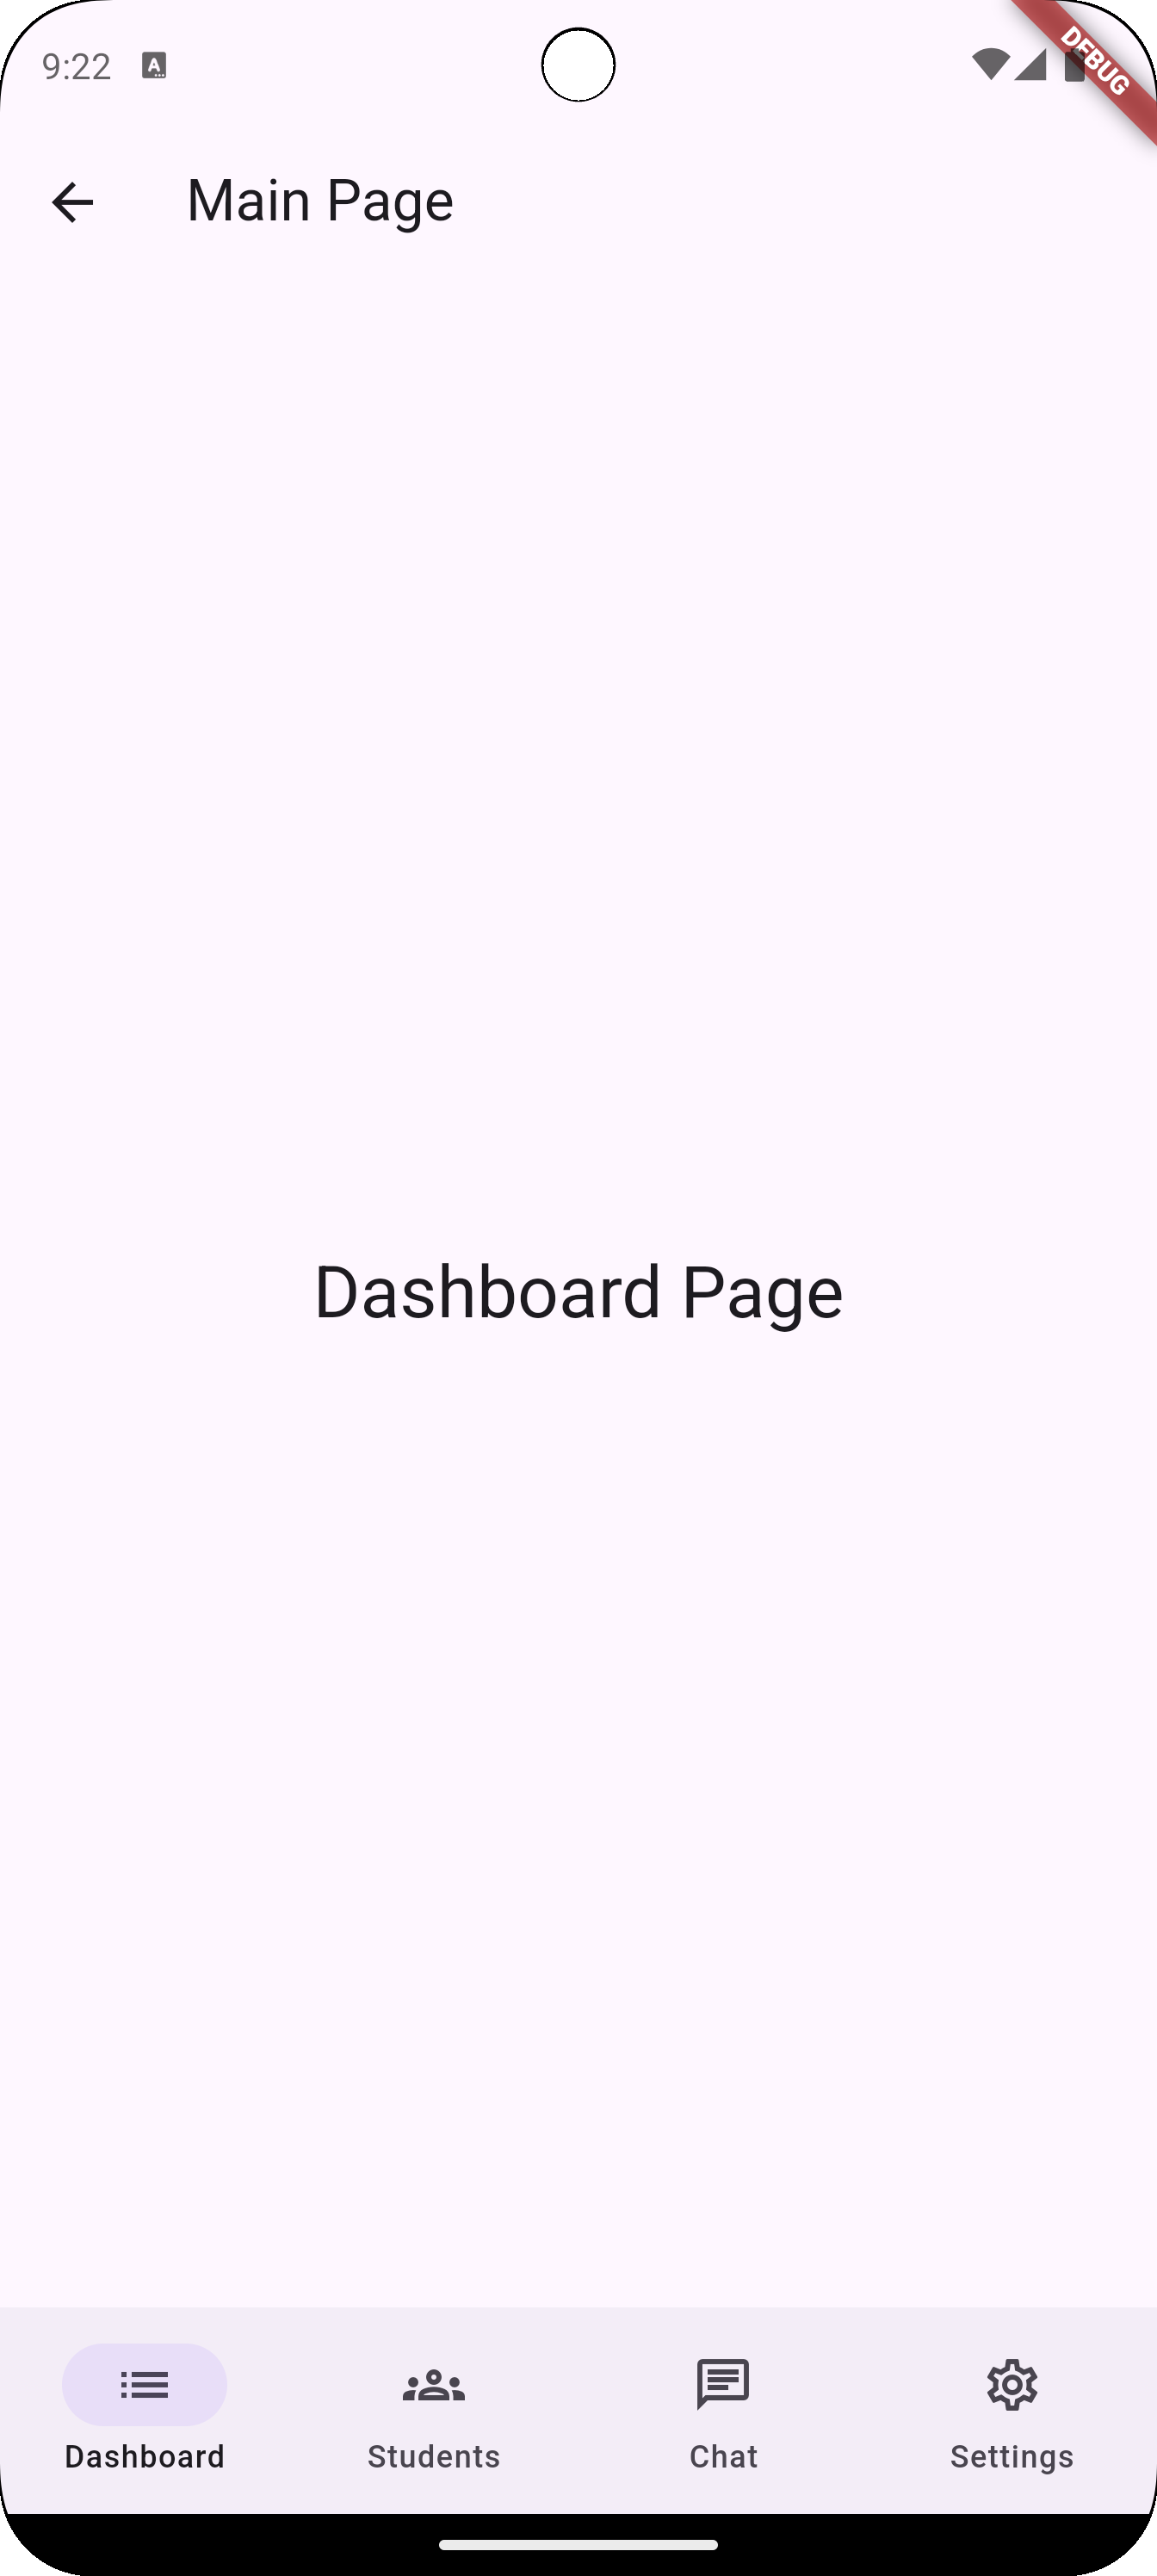 9:22
A
DEBUG
Main Page
Dashboard Page
Dashboard
Students
Chat
Settings